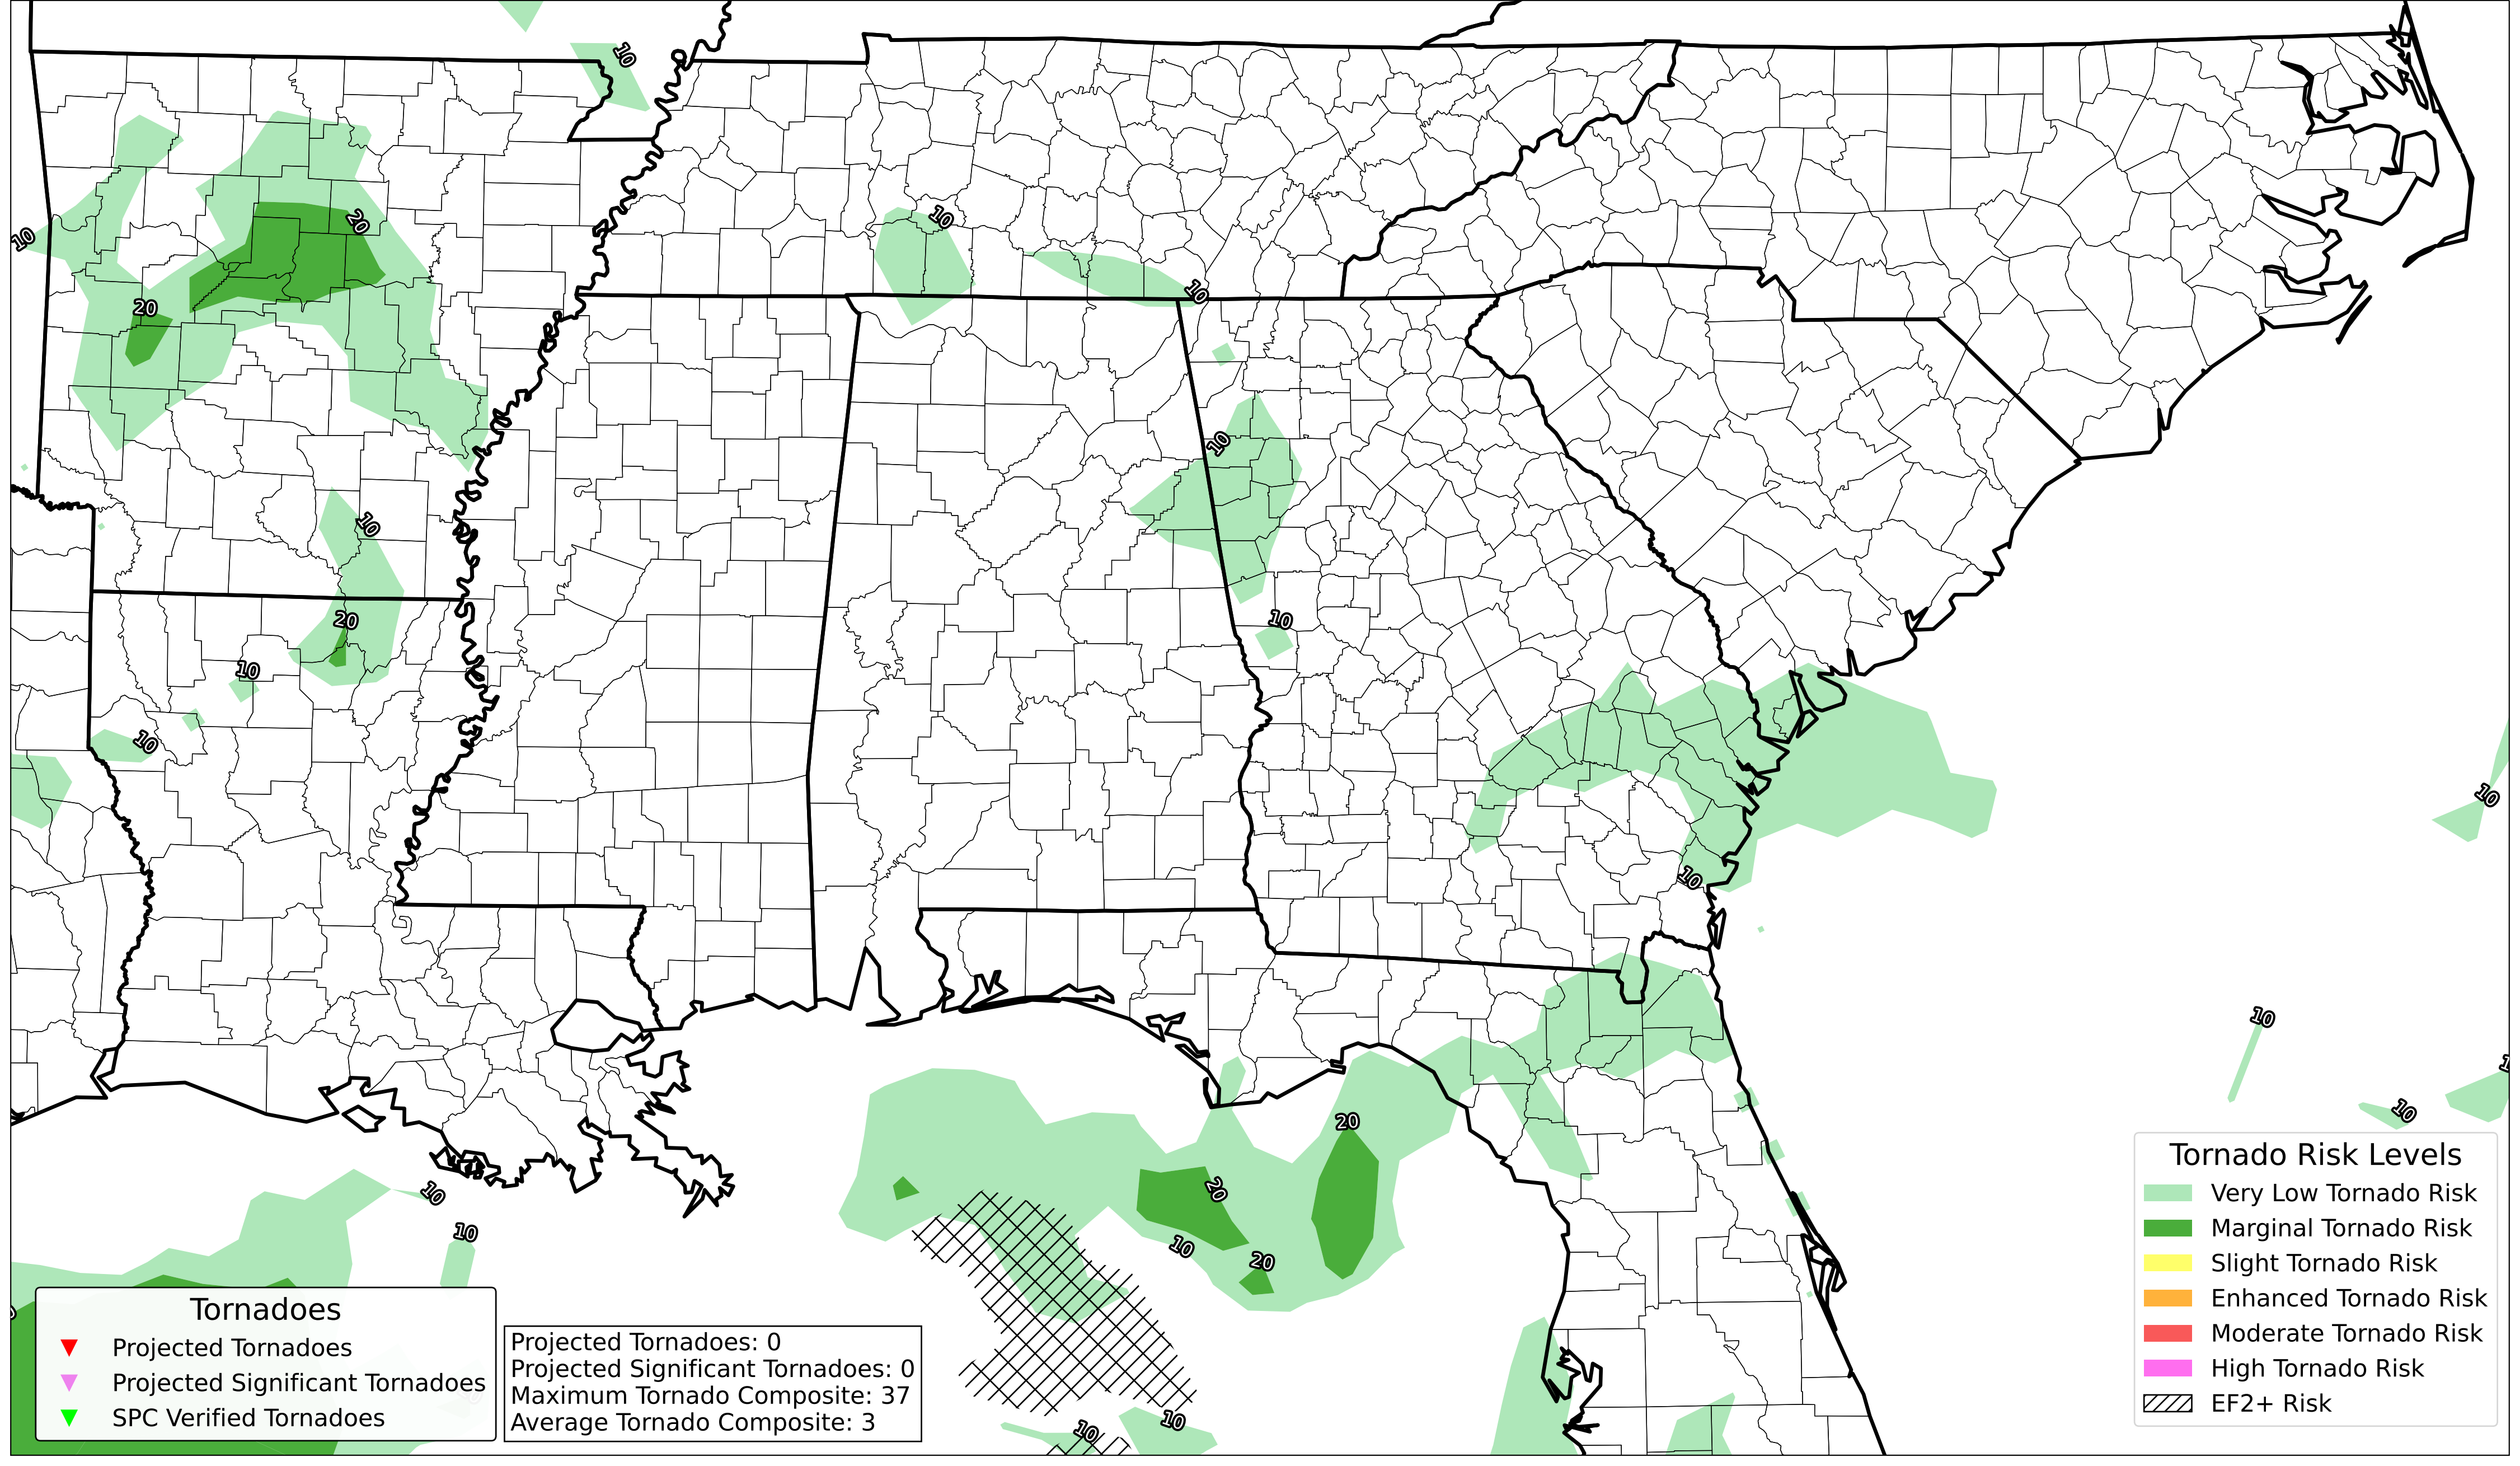 10
10
10
20
10
20
10
10
10
20
10
10
10
10
10
10
10
20
10
20
10
10
20
10
10
Tornado Risk Levels
Very Low Tornado Risk
Marginal Tornado Risk
Slight Tornado Risk
Enhanced Tornado Risk
Moderate Tornado Risk
High Tornado Risk
EF2+ Risk
Tornadoes
Projected Tornadoes
Projected Significant Tornadoes
SPC Verified Tornadoes
Projected Tornadoes: 0
Projected Significant Tornadoes: 0
Maximum Tornado Composite: 37
Average Tornado Composite: 3